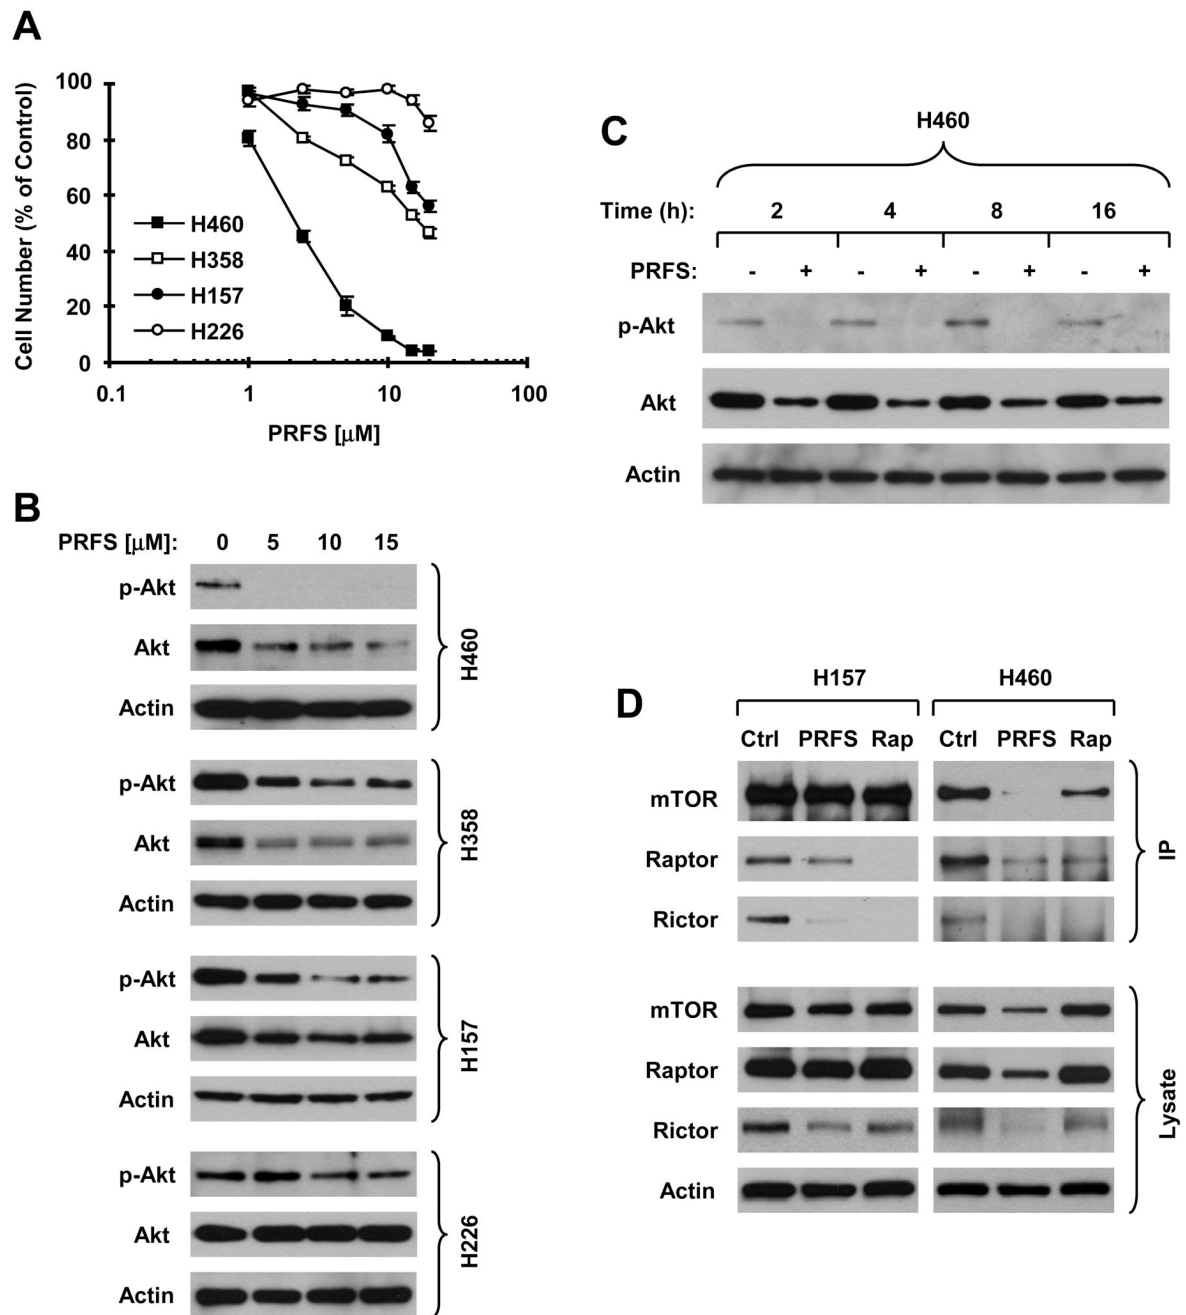 A
Cell Number (% of Control)
100
80
60
40
20
0
H460
H358
H157
H226
0.1 1 10 100
PRFS [μM]
B
PRFS [μM]: 0 5 10 15
p-Akt
Akt
Actin
H460
p-Akt
Akt
Actin
H358
p-Akt
Akt
Actin
H157
p-Akt
Akt
Actin
H226
C
H460
Time (h): 2 4 8 16
PRFS: - + - + - + - +
p-Akt
Akt
Actin
D
H157 H460
Ctrl PRFS Rap Ctrl PRFS Rap
mTOR
Raptor
Rictor
IP
mTOR
Raptor
Rictor
Actin
Lysate